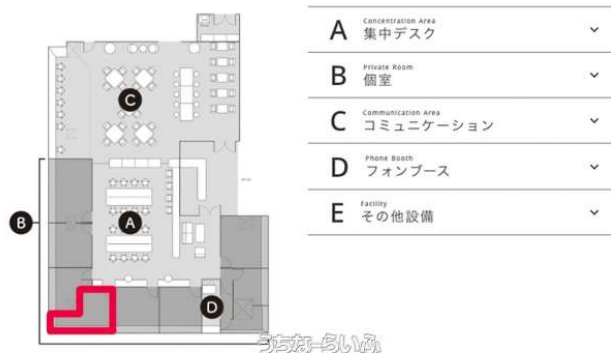 C
B
A
D
A
Concentration Area
集中デスク
B
Private Room
個室
C
Communication Area
コミュニケーション
D
Phone Booth
フォンブース
E
Facility
その他設備
うちなーらいふ